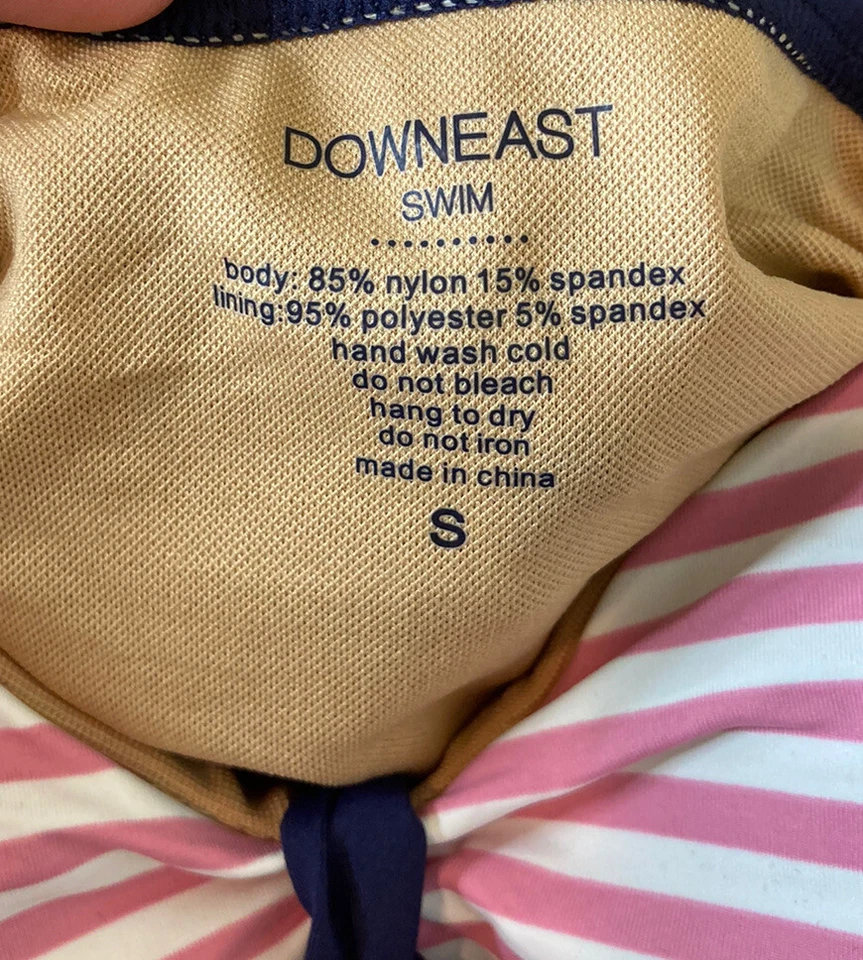 DOWNEAST
SWIM
..........
body: 85% nylon 15% spandex
lining:95% polyester 5% spandex
hand wash cold
do not bleach
hang to dry
do not iron
made in china
S